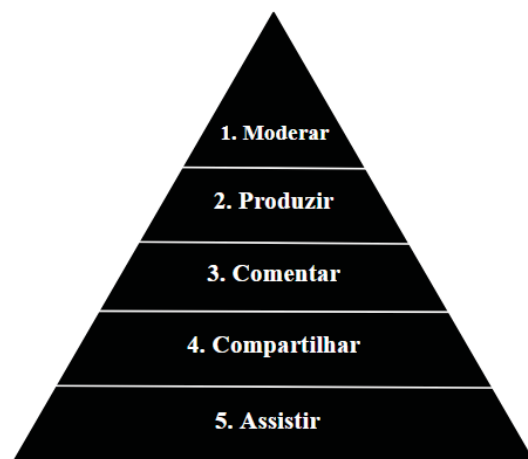 1. Moderar
2. Produzir
3. Comentar
4. Compartilhar
5. Assistir